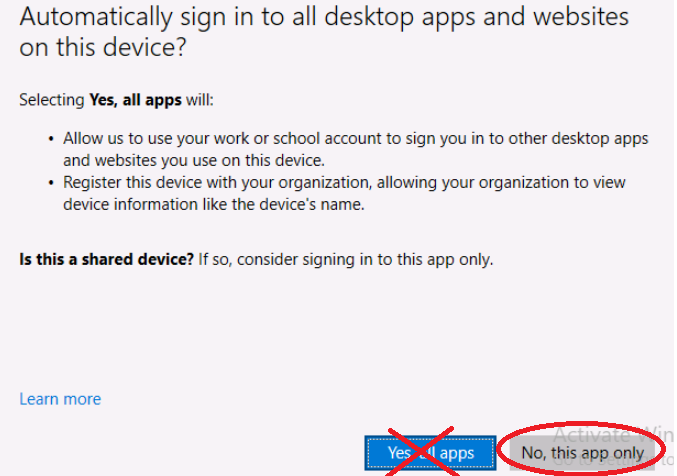 Automatically sign in to all desktop apps and websites
on this device?
Selecting Yes, all apps will:
• Allow us to use your work or school account to sign you in to other desktop apps
and websites you use on this device.
• Register this device with your organization, allowing your organization to view
device information like the device's name.
Is this a shared device? If so, consider signing in to this app only.
Learn more
Activate Win
Yes, all apps
No, this app only